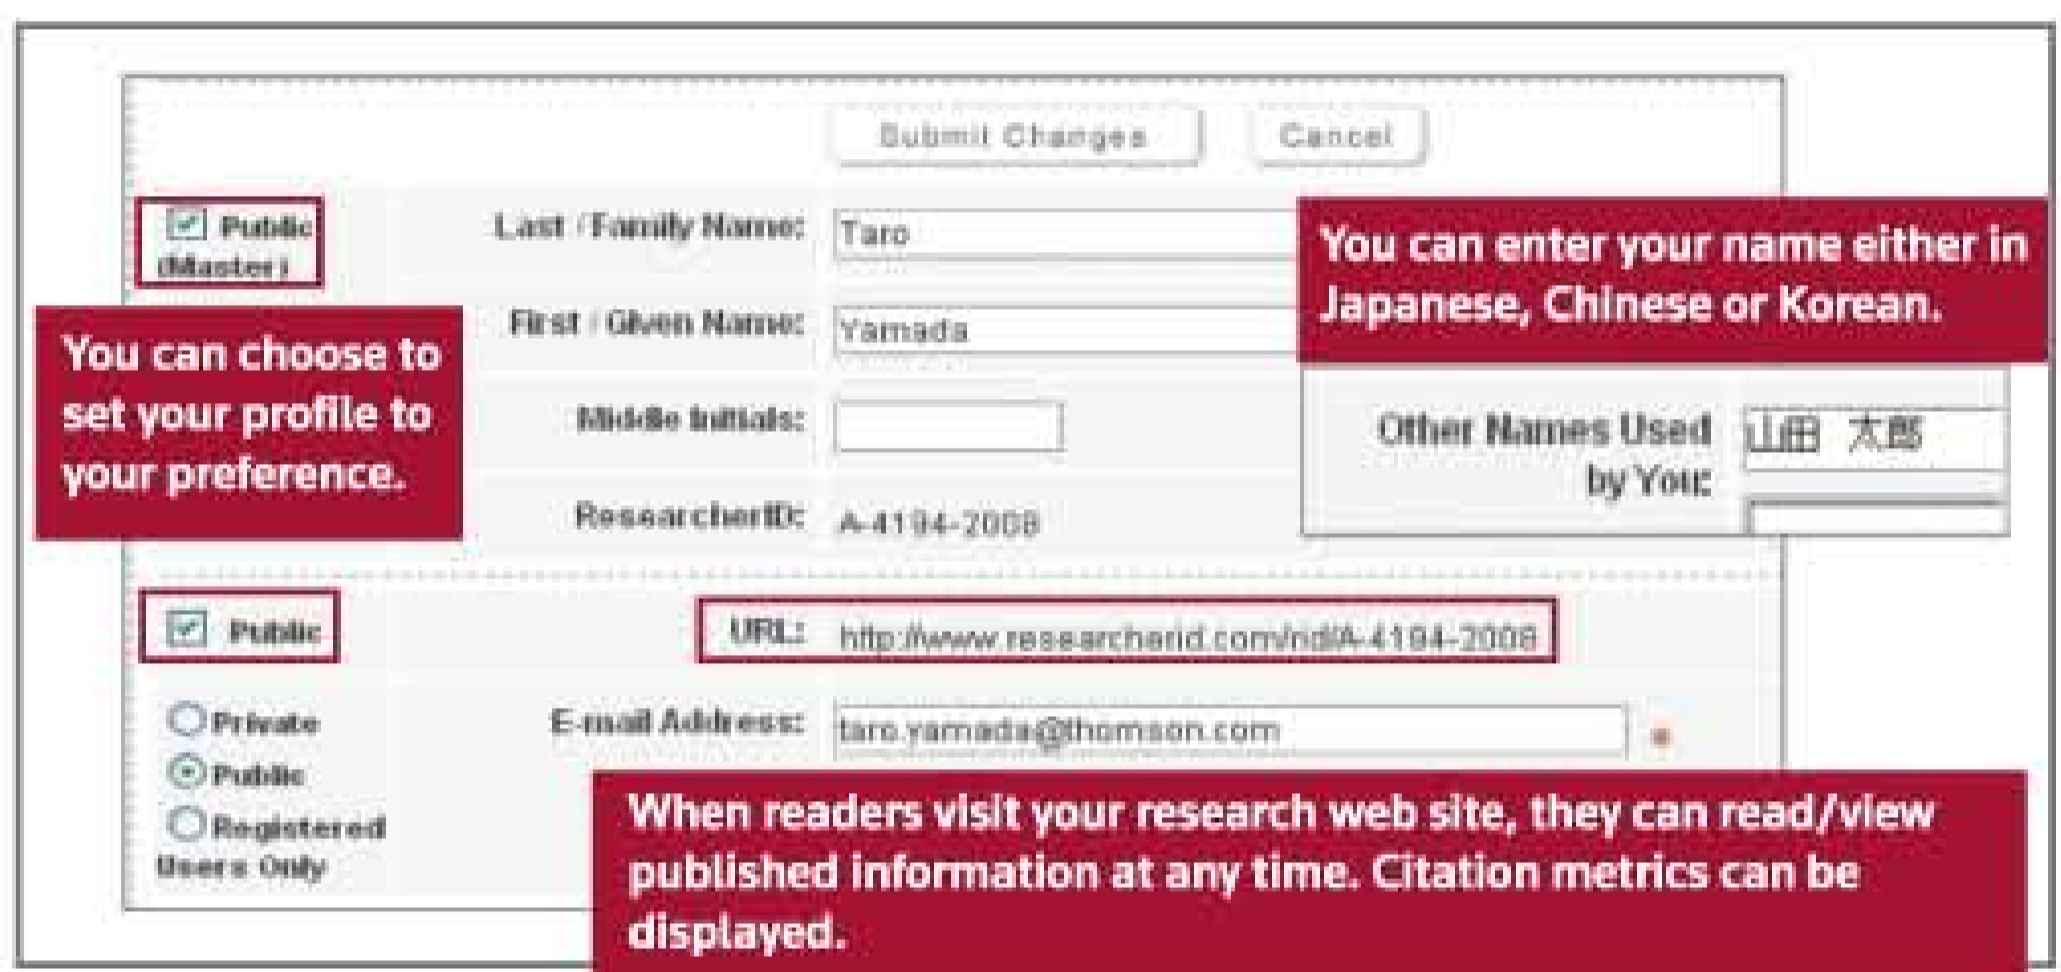 Submit Changes Cancel
Public
(Master)
Last / Family Name: Taro
You can enter your name either in
Japanese, Chinese or Korean.
First / Given Name: Yamada
You can choose to
set your profile to
your preference.
Middle Initials:
Other Names Used
by You:
山田 太郎
ResearcherID: A-4194-2008
Public
URL: http://www.researcherid.com/rid/A-4194-2008
Private
Public
Registered
Users Only
E-mail Address: taro.yamada@thomson.com *
When readers visit your research web site, they can read/view
published information at any time. Citation metrics can be
displayed.